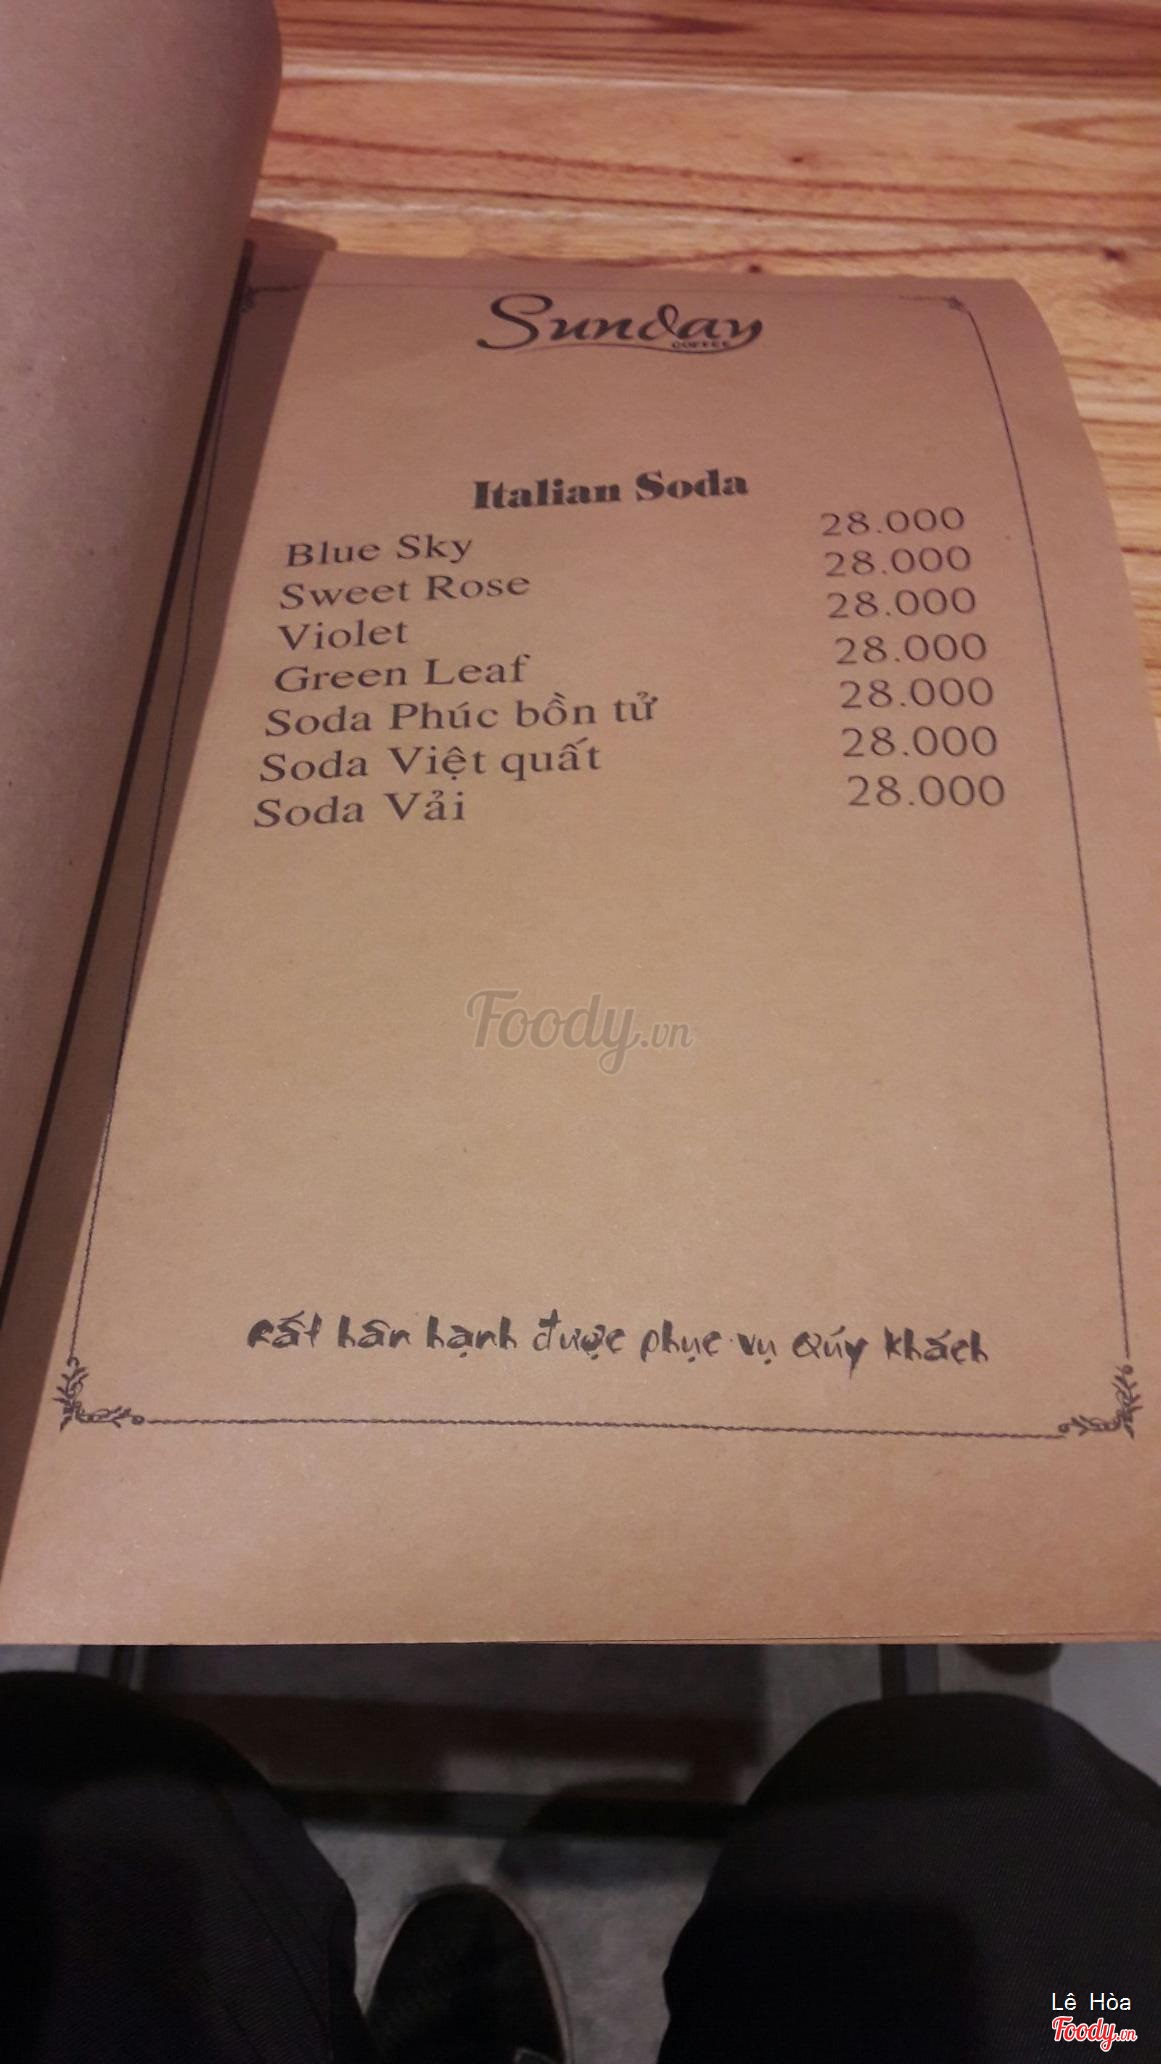 Sunday
COFFEE
Italian Soda
Blue Sky 28.000
Sweet Rose 28.000
Violet 28.000
Green Leaf 28.000
Soda Phúc bồn tử 28.000
Soda Việt quất 28.000
Soda Vải 28.000
Foody.vn
Rất hân hạnh được phục vụ Qúy khách
Lê Hòa
Foody.vn